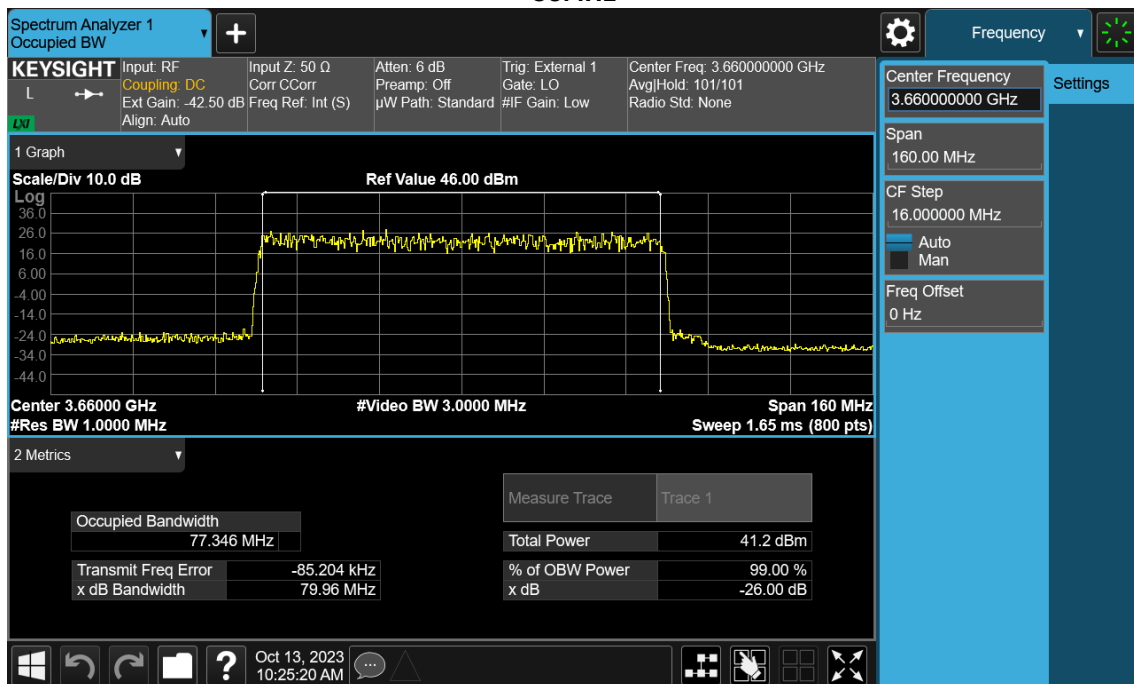 Spectrum Analyzer 1
Occupied BW
Frequency
KEYSIGHT
L
LXI
Input: RF
Coupling: DC
Ext Gain: -42.50 dB
Align: Auto
Input Z: 50 Ω
Corr CCorr
Freq Ref: Int (S)
Atten: 6 dB
Preamp: Off
µW Path: Standard
Trig: External 1
Gate: LO
#IF Gain: Low
Center Freq: 3.660000000 GHz
Avg|Hold: 101/101
Radio Std: None
1 Graph
Scale/Div 10.0 dB
Ref Value 46.00 dBm
Log
36.0
26.0
16.0
6.00
-4.00
-14.0
-24.0
-34.0
-44.0
Center 3.66000 GHz
#Video BW 3.0000 MHz
Span 160 MHz
#Res BW 1.0000 MHz
Sweep 1.65 ms (800 pts)
2 Metrics
Measure Trace
Trace 1
Occupied Bandwidth
77.346 MHz
Total Power
41.2 dBm
Transmit Freq Error
-85.204 kHz
% of OBW Power
99.00 %
x dB Bandwidth
79.96 MHz
x dB
-26.00 dB
?
Oct 13, 2023
10:25:20 AM
Center Frequency
3.660000000 GHz
Settings
Span
160.00 MHz
CF Step
16.000000 MHz
Auto
Man
Freq Offset
0 Hz